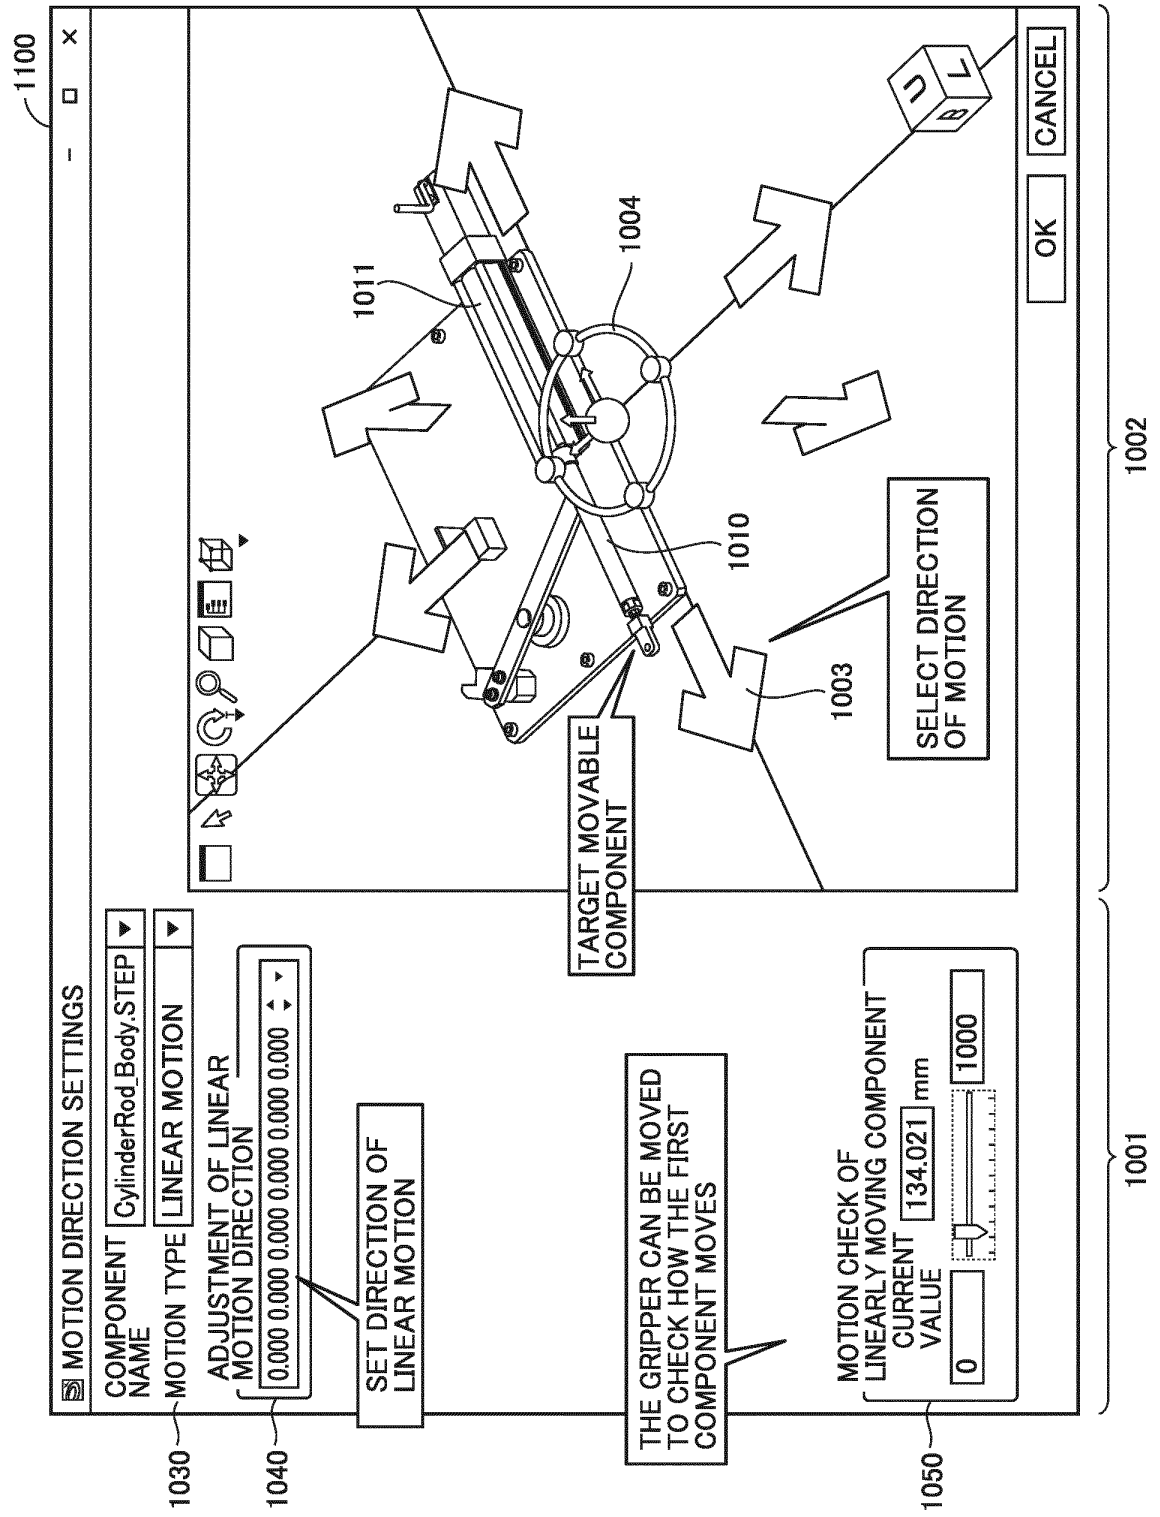 1100
MOTION DIRECTION SETTINGS
COMPONENT
NAME
CylinderRod_Body.STEP
1030
MOTION TYPE
LINEAR MOTION
ADJUSTMENT OF LINEAR
MOTION DIRECTION
1040
0.000 0.000 0.000 0.000 0.000 0.000
SET DIRECTION OF
LINEAR MOTION
THE GRIPPER CAN BE MOVED
TO CHECK HOW THE FIRST
COMPONENT MOVES
MOTION CHECK OF
LINEARLY MOVING COMPONENT
CURRENT
VALUE
134.021
mm
1050
0
1000
1011
1004
1010
TARGET MOVABLE
COMPONENT
1003
SELECT DIRECTION
OF MOTION
U
B
L
OK
CANCEL
1001
1002